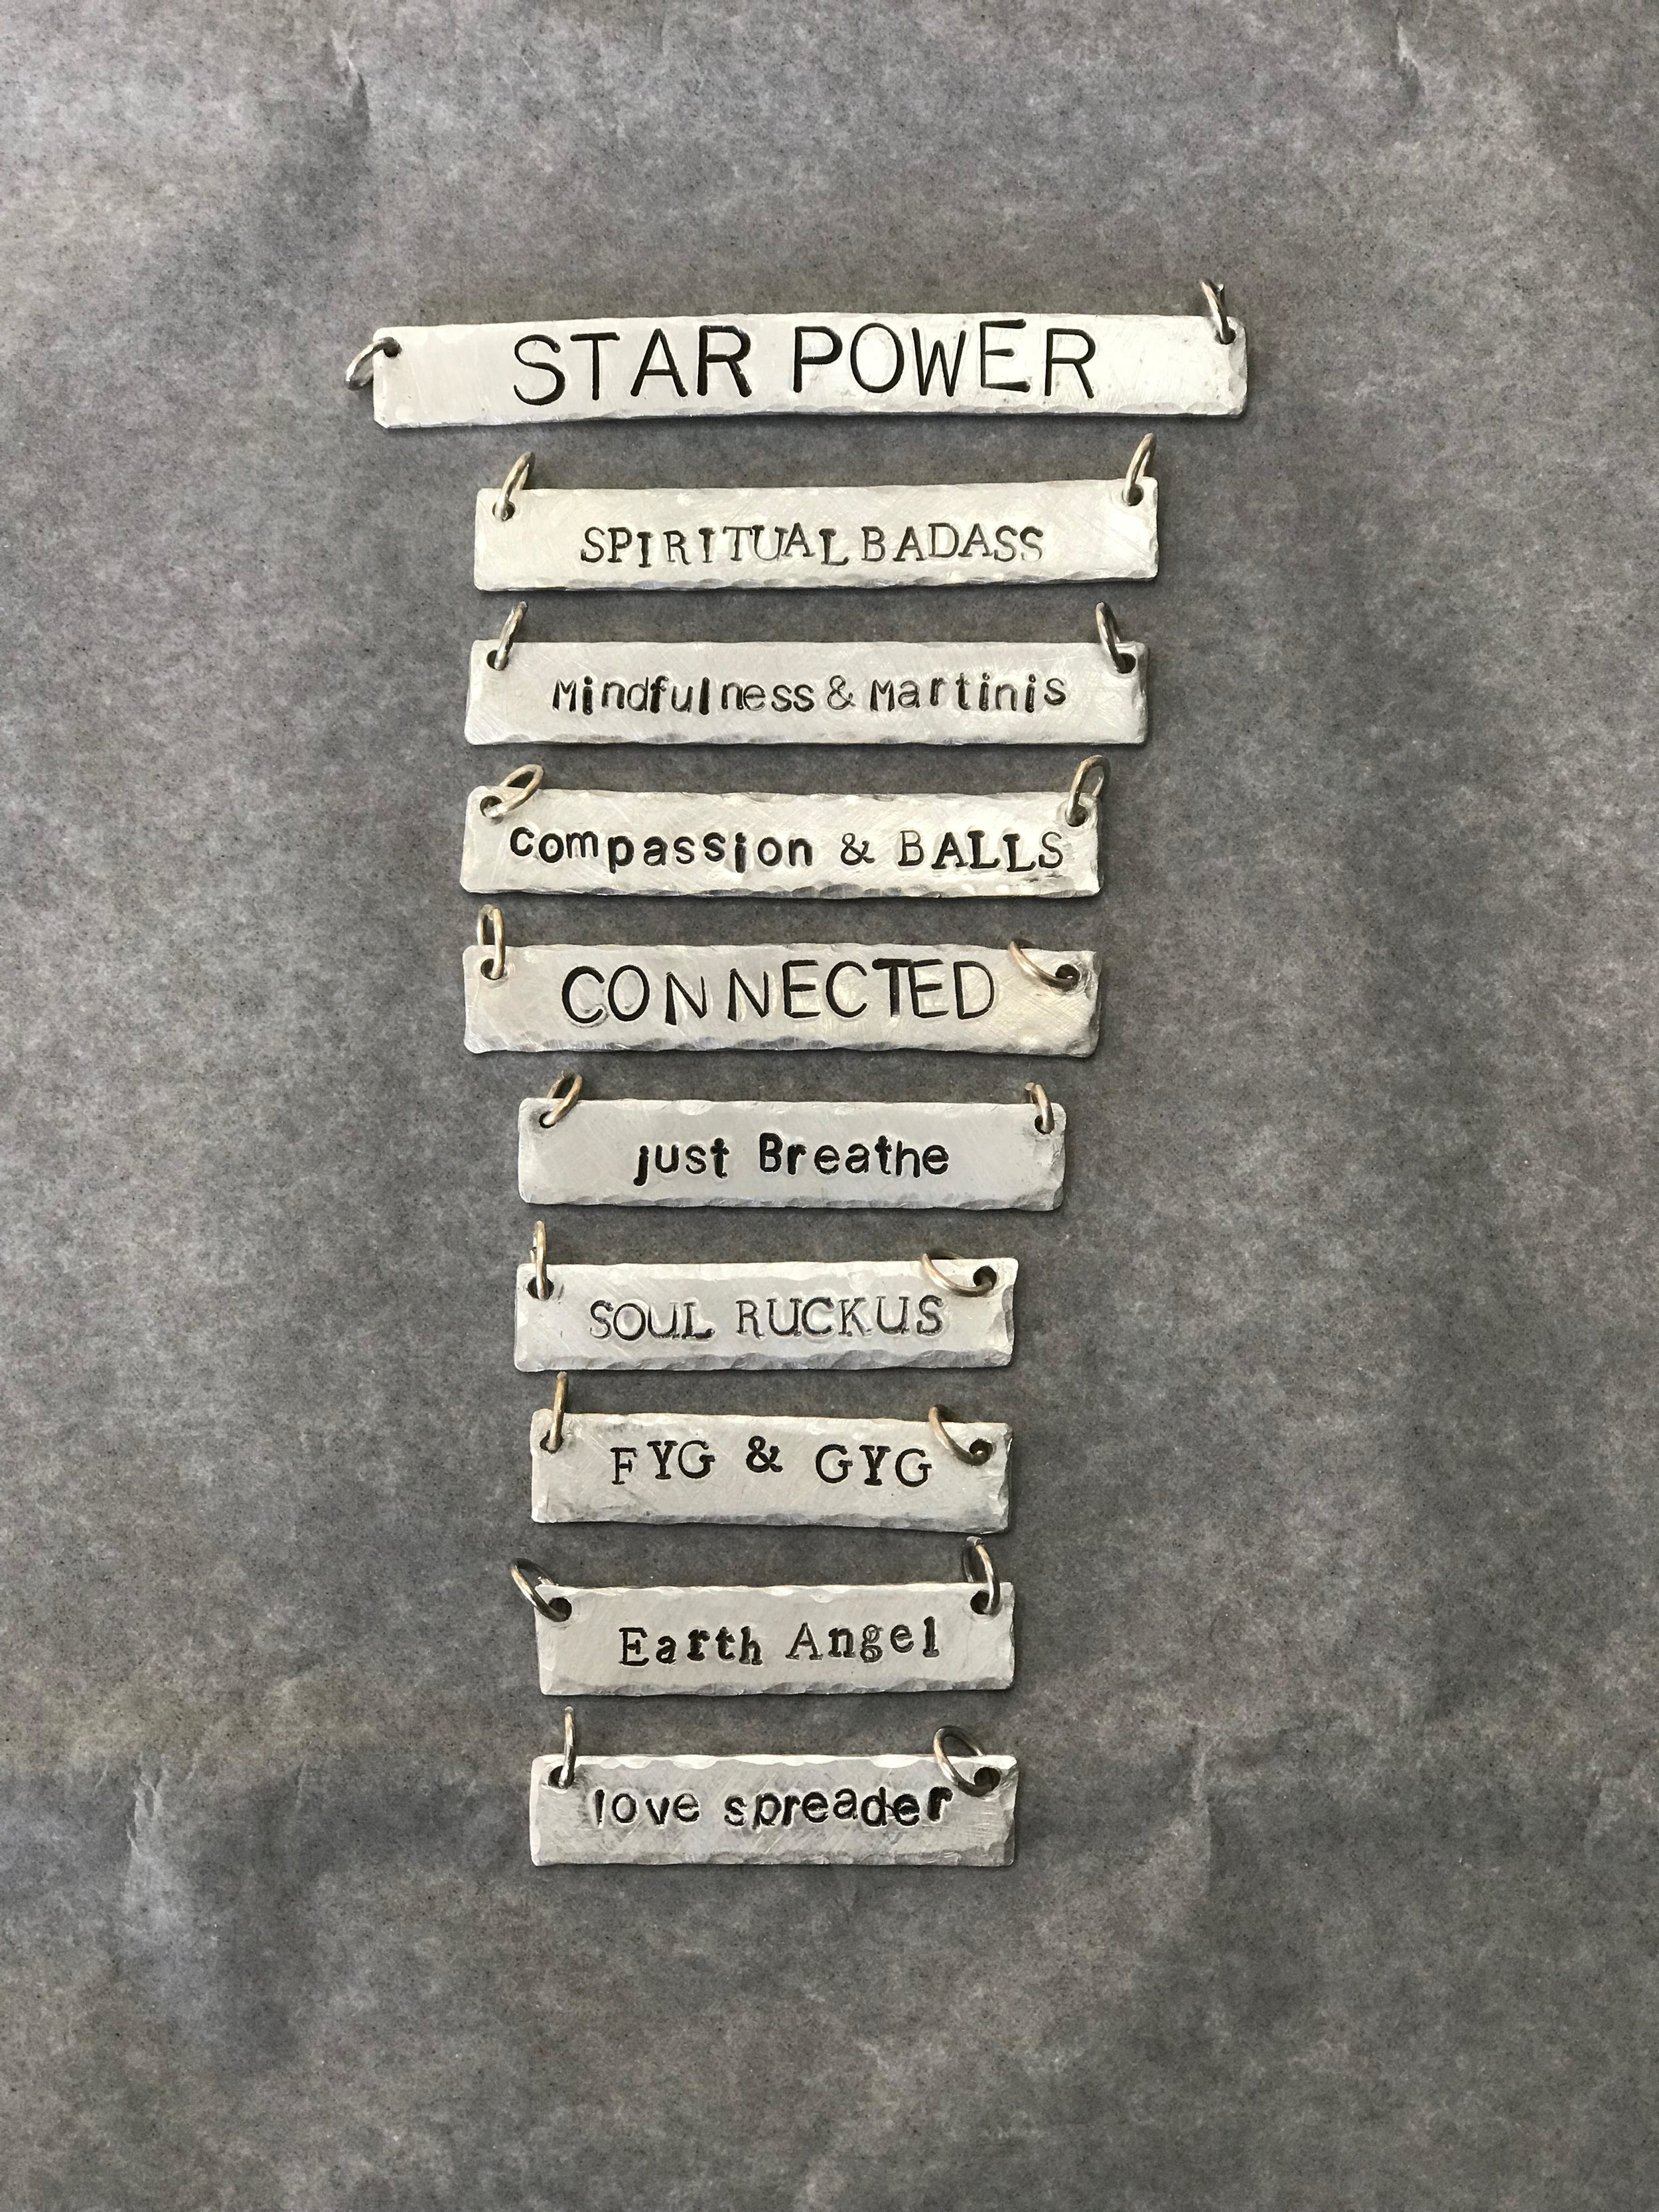 STAR POWER
SPIRITUAL BADASS
Mindfulness & Martinis
compassion & BALLS
CONNECTED
just Breathe
SOUL RUCKUS
FYG & GYG
Earth Angel
love spreader